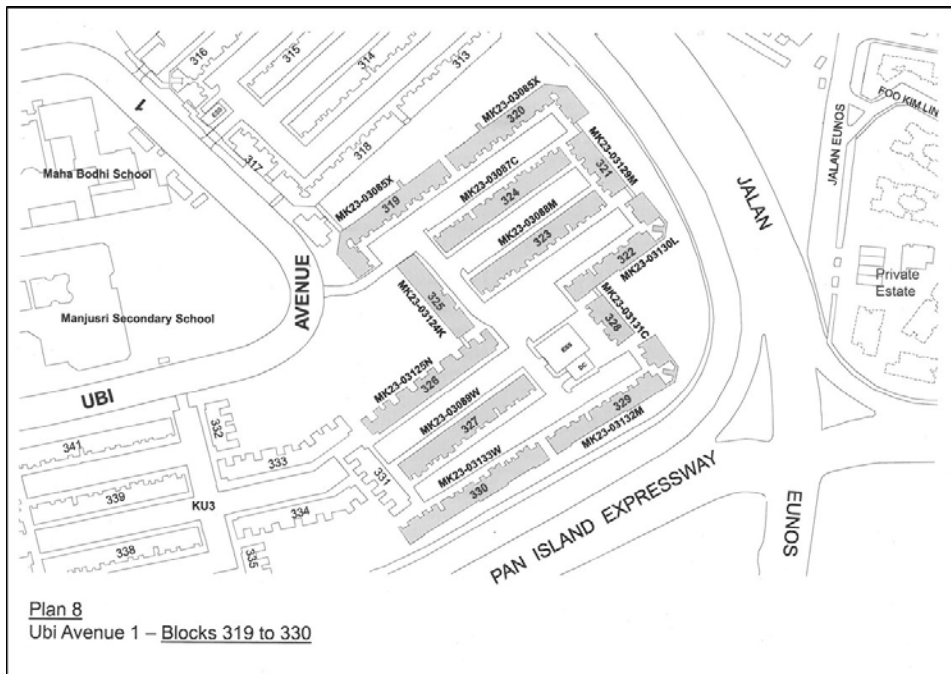 316
315
314
313
ESS
317
318
1
Maha Bodhi School
Manjusri Secondary School
AVENUE
UBI
MK23-03085X
320
MK23-03085X
319
MK23-03087C
324
MK23-03088M
323
MK23-03129M
321
322
MK23-03130L
MK23-03131C
328
325
MK23-03124K
MK23-03125N
326
ESS
DC
MK23-03089W
327
329
MK23-03132M
MK23-03133W
330
331
332
333
334
335
341
339
338
KU3
PAN ISLAND EXPRESSWAY
JALAN
EUNOS
JALAN EUNOS
FOO KIM LIN
Private
Estate
Plan 8
Ubi Avenue 1 – Blocks 319 to 330